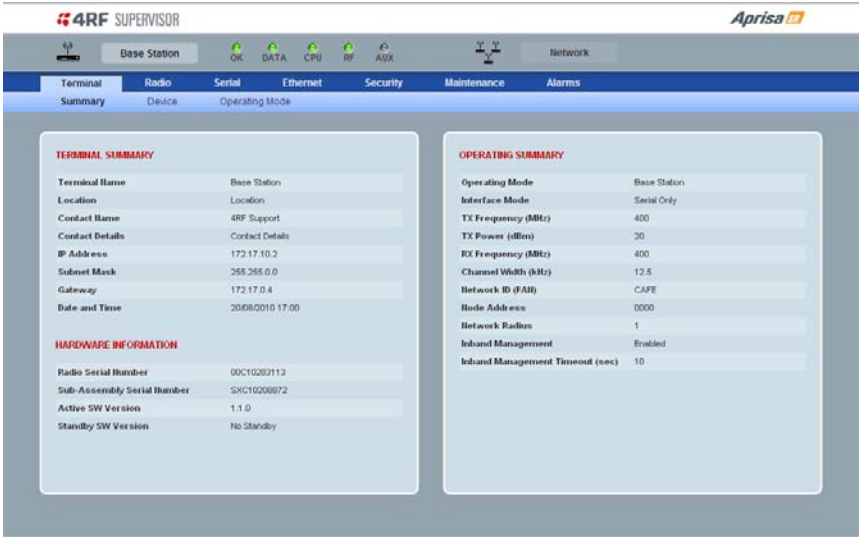 4RF SUPERVISOR
Aprisa SR
Base Station
OK DATA CPU RF AUX
Network
Terminal Radio Serial Ethernet Security Maintenance Alarms
Summary Device Operating Mode
TERMINAL SUMMARY
Terminal Name Base Station
Location Location
Contact Name 4RF Support
Contact Details Contact Details
IP Address 172.17.10.2
Subnet Mask 255.255.0.0
Gateway 172.17.0.4
Date and Time 20/08/2010 17:00
HARDWARE INFORMATION
Radio Serial Number 00C10203113
Sub-Assembly Serial Number SXC10200072
Active SW Version 1.1.0
Standby SW Version No Standby
OPERATING SUMMARY
Operating Mode Base Station
Interface Mode Serial Only
TX Frequency (MHz) 400
TX Power (dBm) 20
RX Frequency (MHz) 400
Channel Width (kHz) 12.5
Network ID (FAN) CAFE
Node Address 0000
Network Radius 1
Inband Management Enabled
Inband Management Timeout (sec) 10